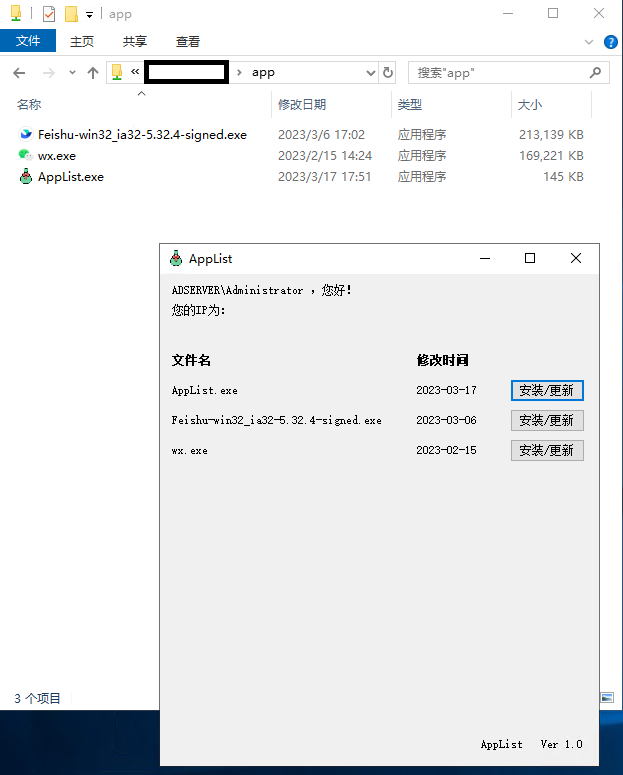 app
文件 主页 共享 查看
« app 搜索"app"
名称 修改日期 类型 大小
Feishu-win32_ia32-5.32.4-signed.exe 2023/3/6 17:02 应用程序 213,139 KB
wx.exe 2023/2/15 14:24 应用程序 169,221 KB
AppList.exe 2023/3/17 17:51 应用程序 145 KB
AppList
ADSERVER\Administrator ，您好!
您的IP为:
文件名 修改时间
AppList.exe 2023-03-17 安装/更新
Feishu-win32_ia32-5.32.4-signed.exe 2023-03-06 安装/更新
wx.exe 2023-02-15 安装/更新
3 个项目
AppList Ver 1.0